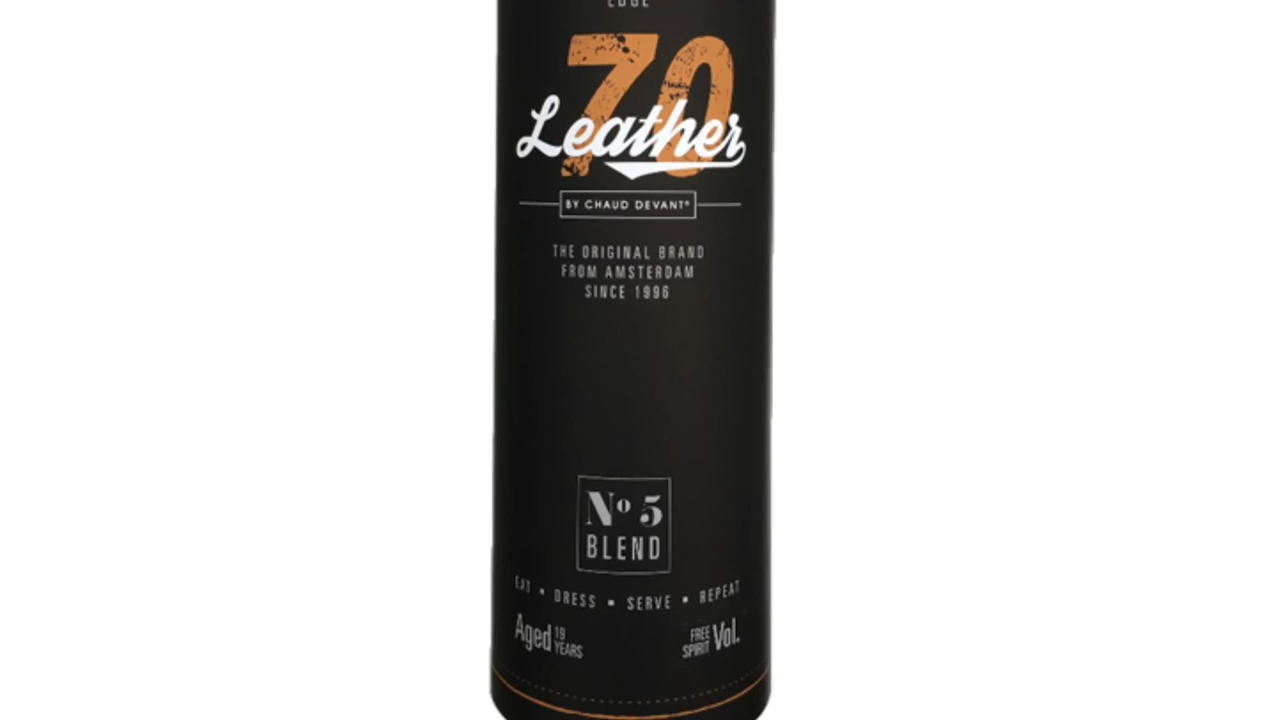 EDGE
70
Leather
BY CHAUD DEVANT®
THE ORIGINAL BRAND
FROM AMSTERDAM
SINCE 1996
Nº 5
BLEND
EAT ▪ DRESS ▪ SERVE ▪ REPEAT
Aged 19 YEARS
FREE SPIRIT Vol.